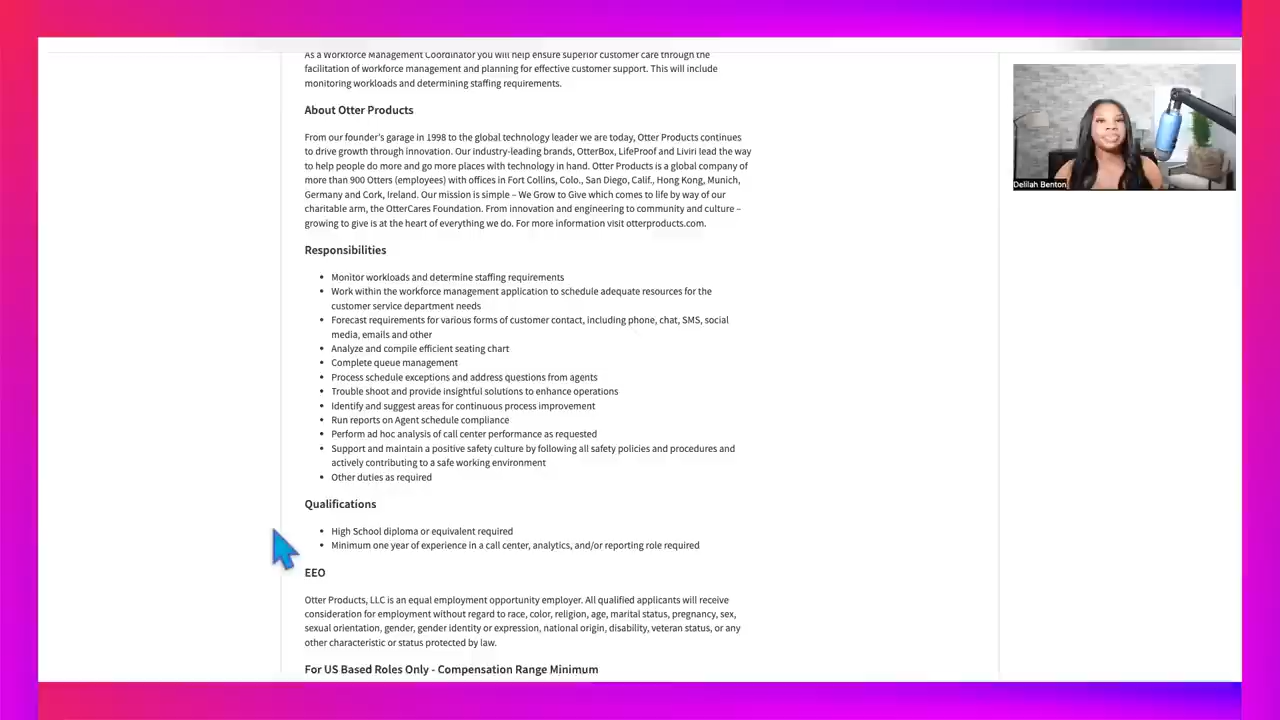 As a Workforce Management Coordinator you will help ensure superior customer care through the
facilitation of workforce management and planning for effective customer support. This will include
monitoring workloads and determining staffing requirements.
About Otter Products
From our founder's garage in 1998 to the global technology leader we are today, Otter Products continues
to drive growth through innovation. Our industry-leading brands, OtterBox, LifeProof and Liviri lead the way
to help people do more and go more places with technology in hand. Otter Products is a global company of
more than 900 Otters (employees) with offices in Fort Collins, Colo., San Diego, Calif., Hong Kong, Munich,
Germany and Cork, Ireland. Our mission is simple – We Grow to Give which comes to life by way of our
charitable arm, the OtterCares Foundation. From innovation and engineering to community and culture –
growing to give is at the heart of everything we do. For more information visit otterproducts.com.
Responsibilities
• Monitor workloads and determine staffing requirements
• Work within the workforce management application to schedule adequate resources for the
customer service department needs
• Forecast requirements for various forms of customer contact, including phone, chat, SMS, social
media, emails and other
• Analyze and compile efficient seating chart
• Complete queue management
• Process schedule exceptions and address questions from agents
• Trouble shoot and provide insightful solutions to enhance operations
• Identify and suggest areas for continuous process improvement
• Run reports on Agent schedule compliance
• Perform ad hoc analysis of call center performance as requested
• Support and maintain a positive safety culture by following all safety policies and procedures and
actively contributing to a safe working environment
• Other duties as required
Qualifications
• High School diploma or equivalent required
• Minimum one year of experience in a call center, analytics, and/or reporting role required
EEO
Otter Products, LLC is an equal employment opportunity employer. All qualified applicants will receive
consideration for employment without regard to race, color, religion, age, marital status, pregnancy, sex,
sexual orientation, gender, gender identity or expression, national origin, disability, veteran status, or any
other characteristic or status protected by law.
For US Based Roles Only - Compensation Range Minimum
Delilah Benton